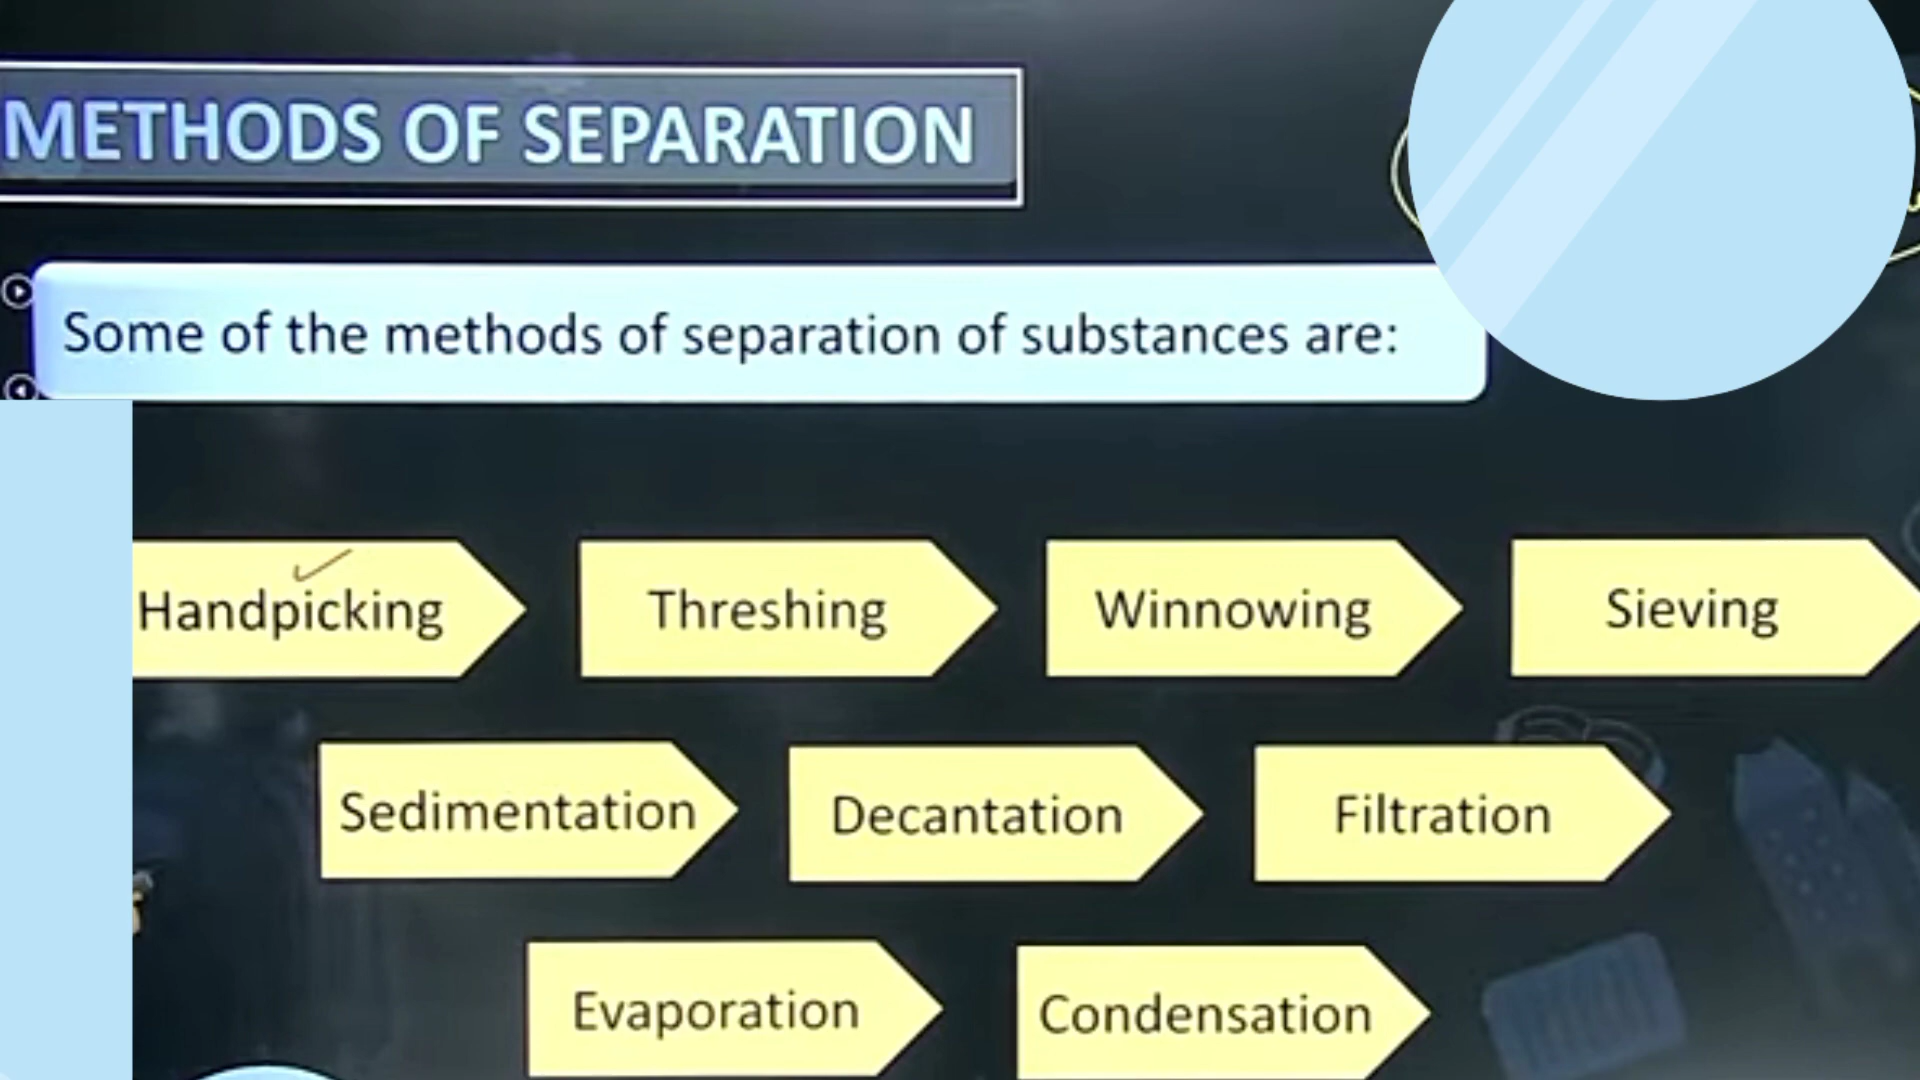 METHODS OF SEPARATION
Some of the methods of separation of substances are:
Handpicking Threshing Winnowing Sieving
Sedimentation Decantation Filtration
Evaporation Condensation